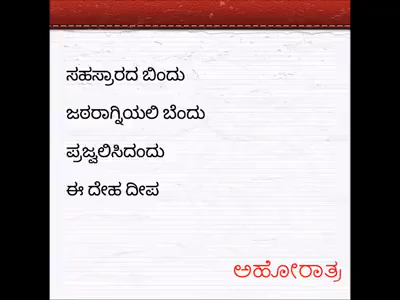 ಸಹಸ್ರಾರದ ಬಿಂದು
ಜಠರಾಗ್ನಿಯಲಿ ಬೆಂದು
ಪ್ರಜ್ವಲಿಸಿದಂದು
ಈ ದೇಹ ದೀಪ
ಅಹೋರಾತ್ರ